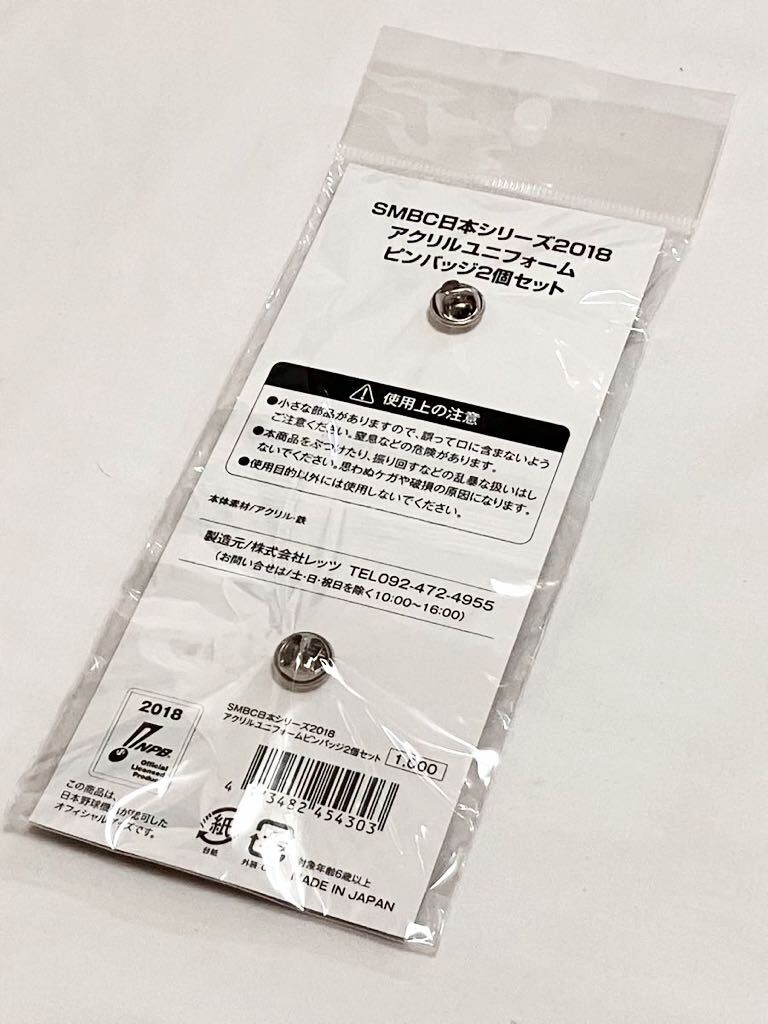 SMBC日本シリーズ2018
アクリルユニフォーム
ピンバッジ2個セット
使用上の注意
●小さな部品がありますので、誤って口に含まないよう
ご注意ください。窒息などの危険があります。
●本商品をぶつけたり、振り回すなどの乱暴な扱いはし
ないでください。思わぬケガや破損の原因になります。
●使用目的以外には使用しないでください。
本体素材/アクリル・鉄
製造元/株式会社レッツ TEL092-472-4955
(お問い合せは/土・日・祝日を除く10:00~16:00)
2018
NPB
Official
Licensed
Product
この商品は、
日本野球機 が認可した
オフィシャルグッズです。
SMBC日本シリーズ2018
アクリルユニフォームピンバッジ2個セット
1,000
4 3482 454303
紙
台紙
外装
対象年齢6歳以上
MADE IN JAPAN